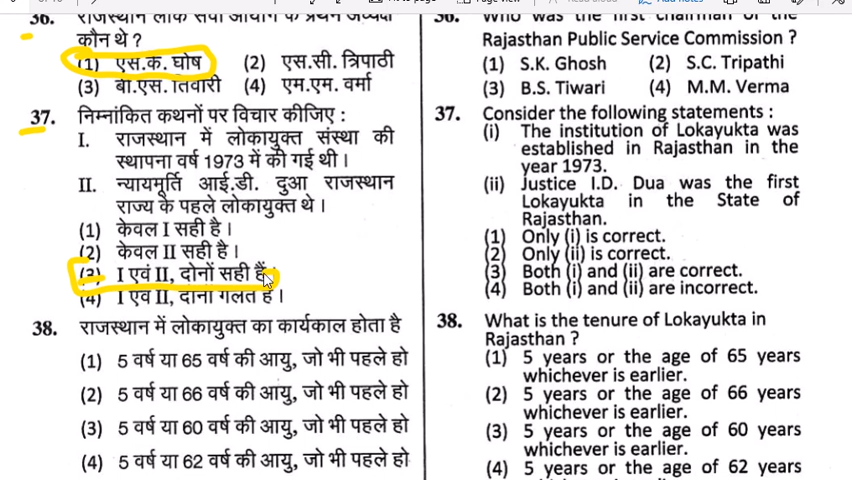 36. राजस्थान लोक सेवा आयोग के प्रथम अध्यक्ष
कौन थे ?
(1) एस.के. घोष (2) एस.सी. त्रिपाठी
(3) बी.एस. तिवारी (4) एम.एम. वर्मा
37. निम्नांकित कथनों पर विचार कीजिए :
I. राजस्थान में लोकायुक्त संस्था की
स्थापना वर्ष 1973 में की गई थी ।
II. न्यायमूर्ति आई.डी. दुआ राजस्थान
राज्य के पहले लोकायुक्त थे ।
(1) केवल I सही है ।
(2) केवल II सही है ।
(3) I एवं II, दोनों सही हैं ।
(4) I एवं II, दोनों गलत हैं ।
38. राजस्थान में लोकायुक्त का कार्यकाल होता है
(1) 5 वर्ष या 65 वर्ष की आयु, जो भी पहले हो
(2) 5 वर्ष या 66 वर्ष की आयु, जो भी पहले हो
(3) 5 वर्ष या 60 वर्ष की आयु, जो भी पहले हो
(4) 5 वर्ष या 62 वर्ष की आयु, जो भी पहले हो
36. Who was the first chairman of the
Rajasthan Public Service Commission ?
(1) S.K. Ghosh (2) S.C. Tripathi
(3) B.S. Tiwari (4) M.M. Verma
37. Consider the following statements :
(i) The institution of Lokayukta was
established in Rajasthan in the
year 1973.
(ii) Justice I.D. Dua was the first
Lokayukta in the State of
Rajasthan.
(1) Only (i) is correct.
(2) Only (ii) is correct.
(3) Both (i) and (ii) are correct.
(4) Both (i) and (ii) are incorrect.
38. What is the tenure of Lokayukta in
Rajasthan ?
(1) 5 years or the age of 65 years
whichever is earlier.
(2) 5 years or the age of 66 years
whichever is earlier.
(3) 5 years or the age of 60 years
whichever is earlier.
(4) 5 years or the age of 62 years